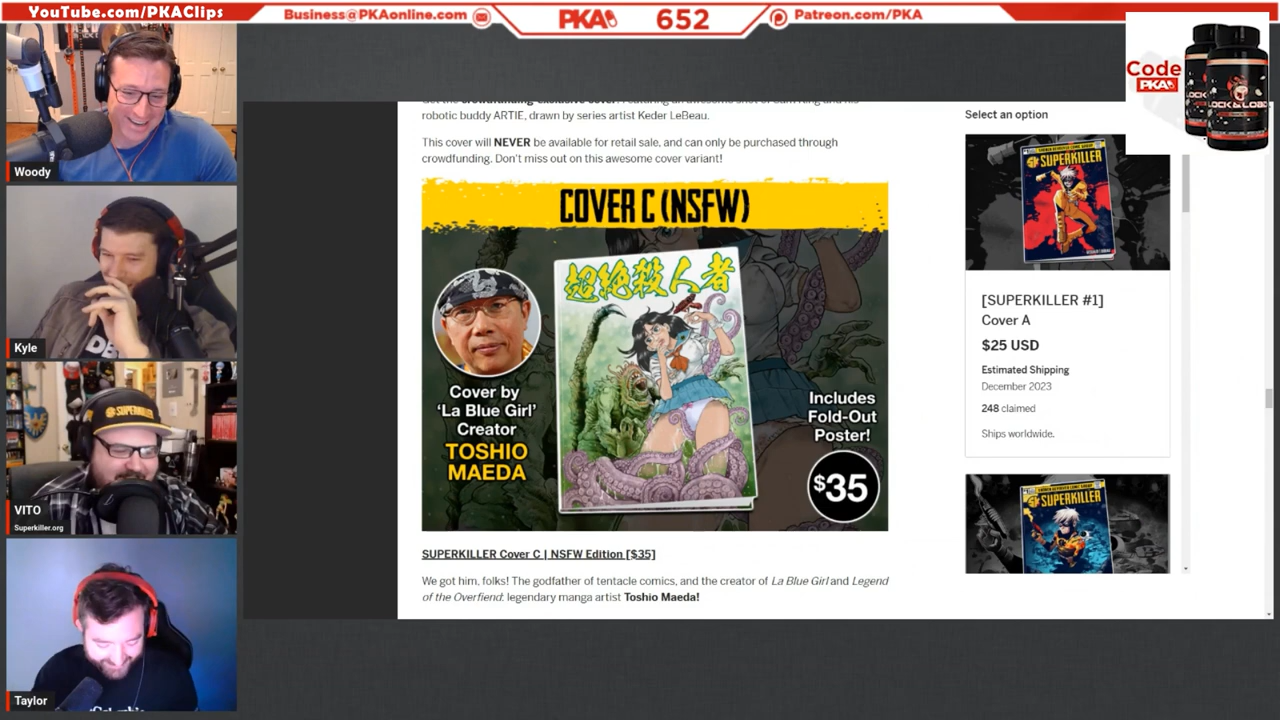 YouTube.com/PKAClips
Business@PKAonline.com
PKA
652
Patreon.com/PKA
Code
PKA
LOCK&LOAD
Woody
Kyle
SUPERKILLER
VITO
Superkiller.org
Taylor
robotic buddy ARTIE, drawn by series artist Keder LeBeau.
This cover will NEVER be available for retail sale, and can only be purchased through
crowdfunding. Don't miss out on this awesome cover variant!
COVER C (NSFW)
超絶殺人者
Cover by
'La Blue Girl'
Creator
TOSHIO
MAEDA
Includes
Fold-Out
Poster!
$35
SUPERKILLER Cover C | NSFW Edition [$35]
We got him, folks! The godfather of tentacle comics, and the creator of La Blue Girl and Legend
of the Overfiend: legendary manga artist Toshio Maeda!
Select an option
SUPERKILLER
[SUPERKILLER #1]
Cover A
$25 USD
Estimated Shipping
December 2023
248 claimed
Ships worldwide.
SUPERKILLER